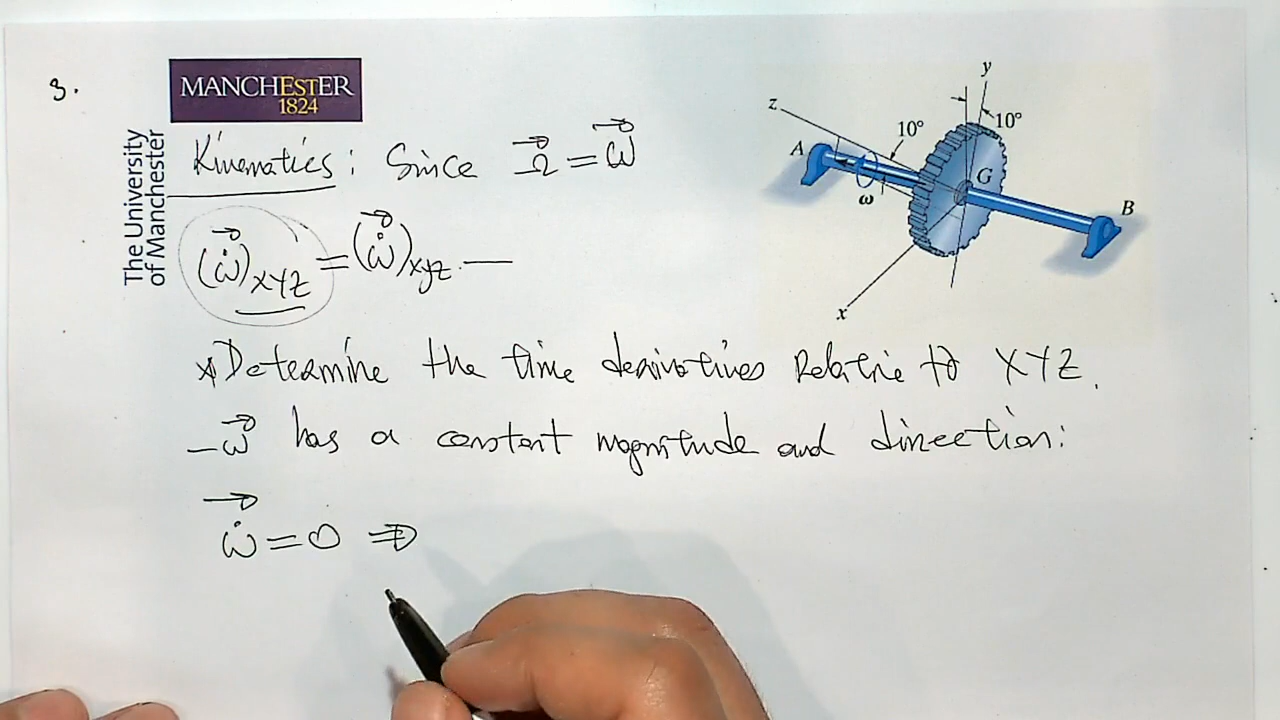 3.
MANCHESTER
1824
The University
of Manchester
Kinematics: Since Ω⃗ = ω⃗
(ω̇⃗)XYZ = (ω̇⃗)xyz. —
*Determine the time derivatives Relative to XYZ.
- ω⃗ has a constant magnitude and direction:
ω̇⃗ = 0 ⇒
y
z
10°
10°
A
G
ω
B
x